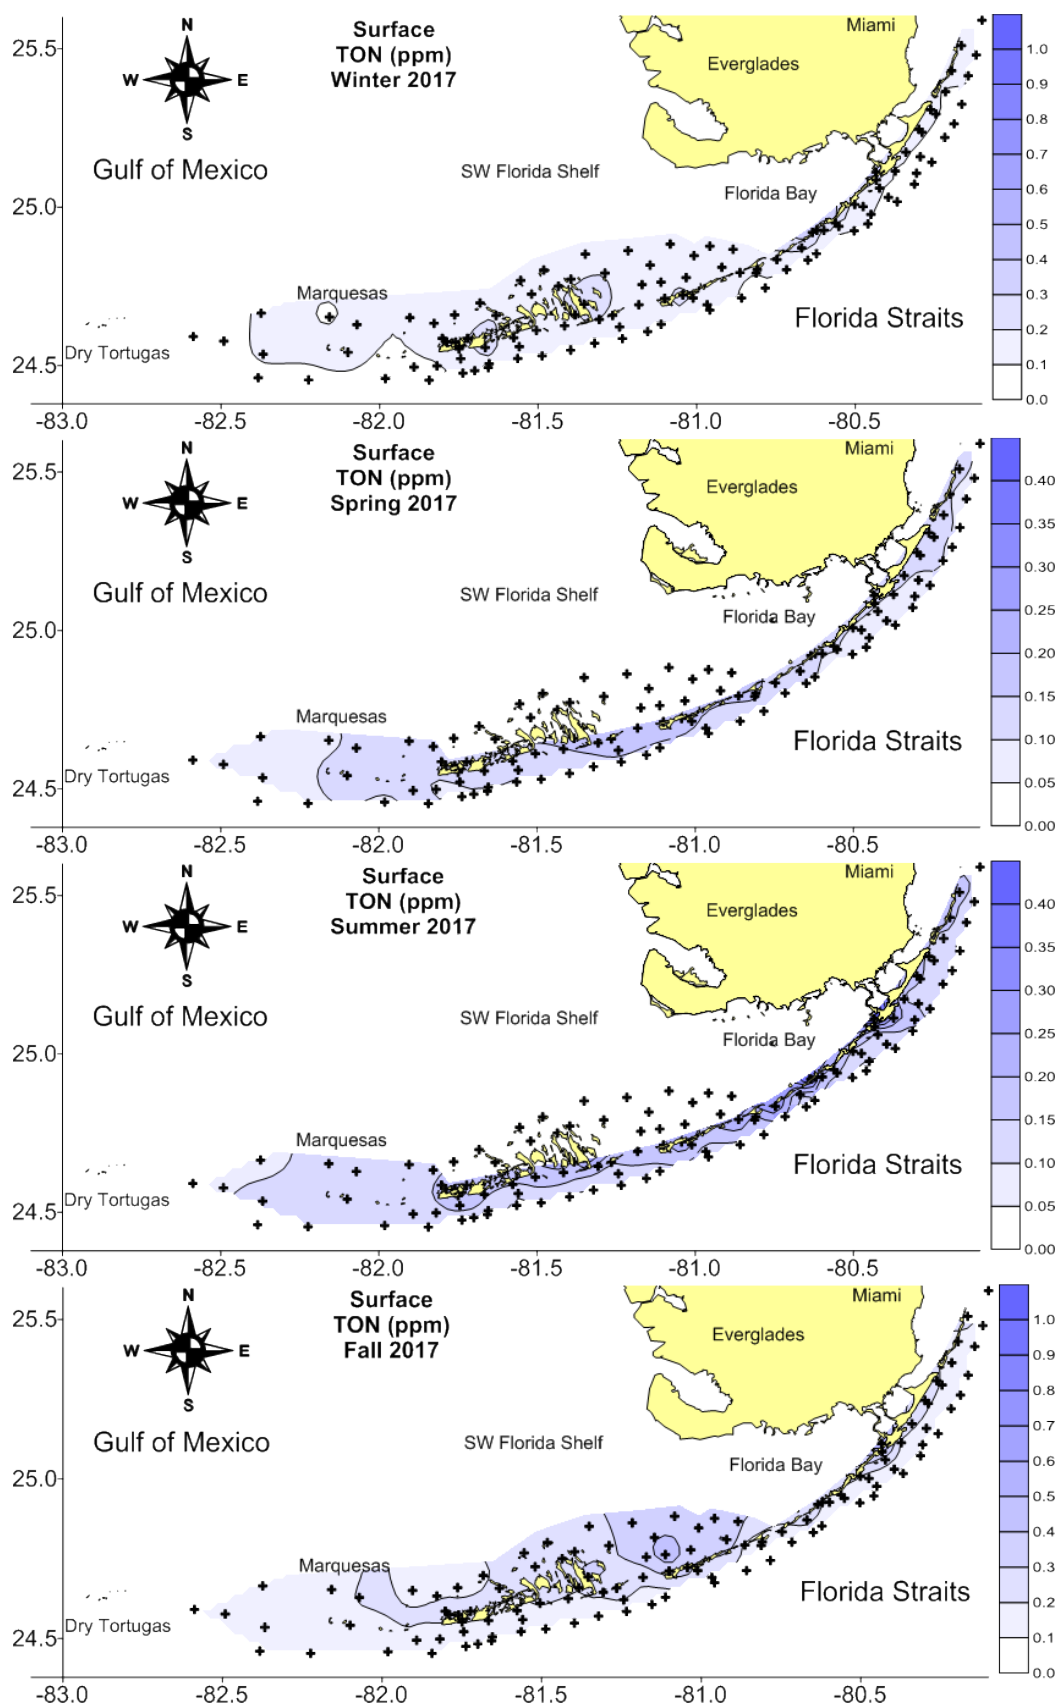 Surface
TON (ppm)
Winter 2017
N
W E
S
Gulf of Mexico
Miami
Everglades
SW Florida Shelf
Florida Bay
Marquesas
Dry Tortugas
Florida Straits
25.5
25.0
24.5
-83.0 -82.5 -82.0 -81.5 -81.0 -80.5
1.0
0.9
0.8
0.7
0.6
0.5
0.4
0.3
0.2
0.1
0.0
Surface
TON (ppm)
Spring 2017
N
W E
S
Gulf of Mexico
Miami
Everglades
SW Florida Shelf
Florida Bay
Marquesas
Dry Tortugas
Florida Straits
25.5
25.0
24.5
-83.0 -82.5 -82.0 -81.5 -81.0 -80.5
0.40
0.35
0.30
0.25
0.20
0.15
0.10
0.05
0.00
Surface
TON (ppm)
Summer 2017
N
W E
S
Gulf of Mexico
Miami
Everglades
SW Florida Shelf
Florida Bay
Marquesas
Dry Tortugas
Florida Straits
25.5
25.0
24.5
-83.0 -82.5 -82.0 -81.5 -81.0 -80.5
0.40
0.35
0.30
0.25
0.20
0.15
0.10
0.05
0.00
Surface
TON (ppm)
Fall 2017
N
W E
S
Gulf of Mexico
Miami
Everglades
SW Florida Shelf
Florida Bay
Marquesas
Dry Tortugas
Florida Straits
25.5
25.0
24.5
-83.0 -82.5 -82.0 -81.5 -81.0 -80.5
1.0
0.9
0.8
0.7
0.6
0.5
0.4
0.3
0.2
0.1
0.0